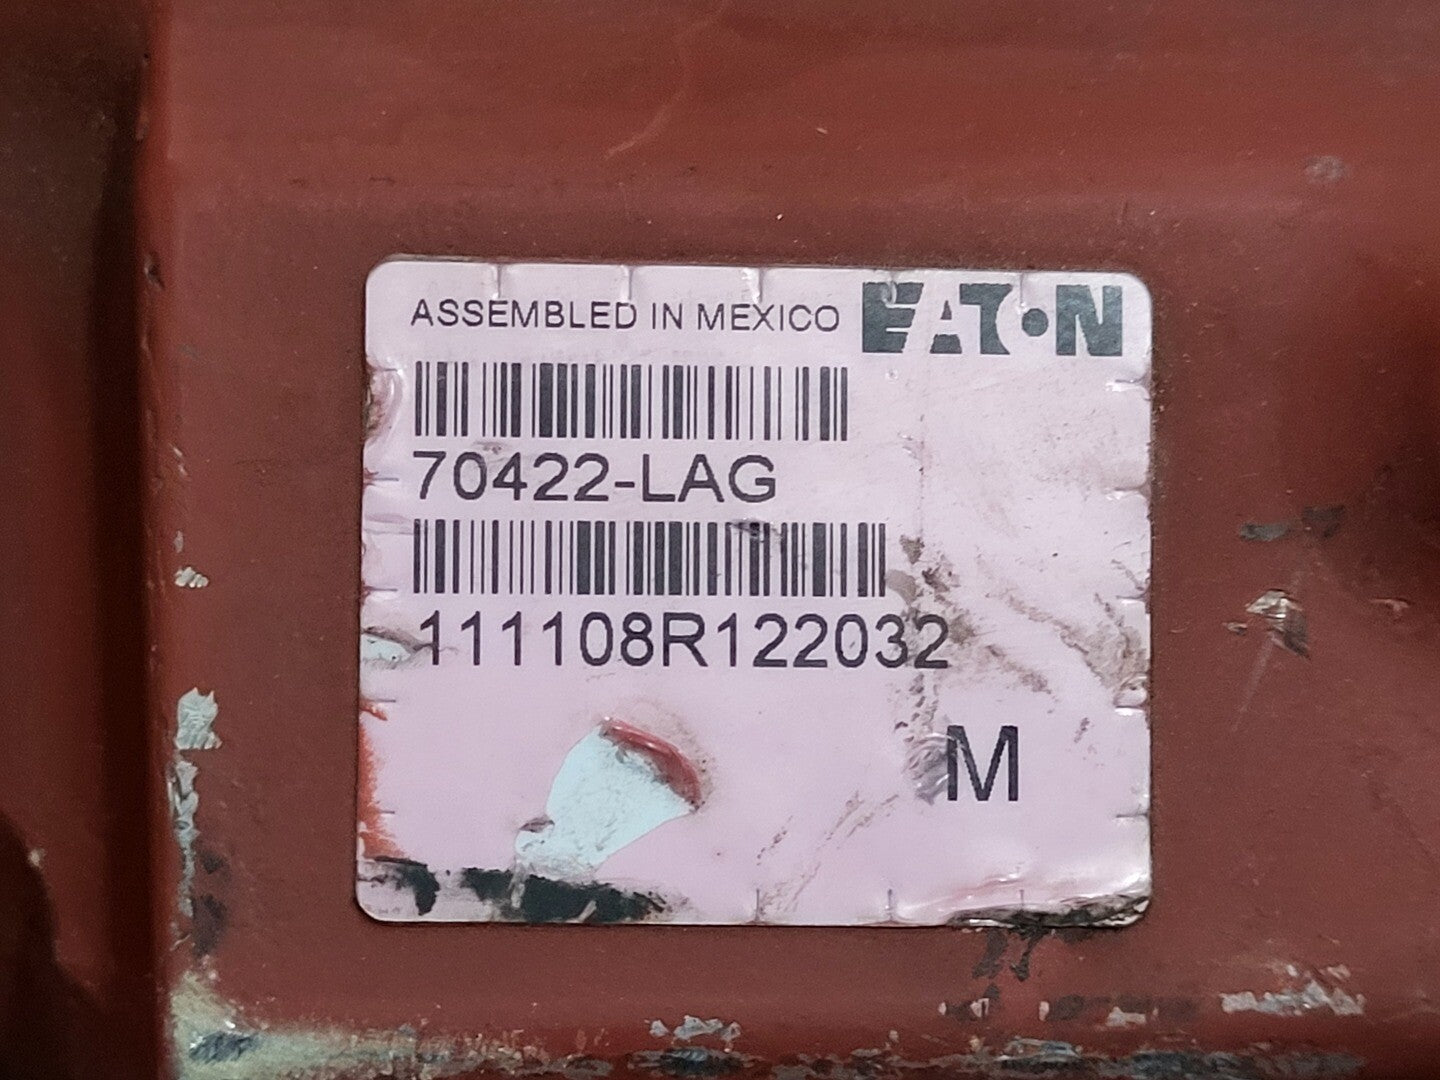 ASSEMBLED IN MEXICO EATON
70422-LAG
111108R122032
M